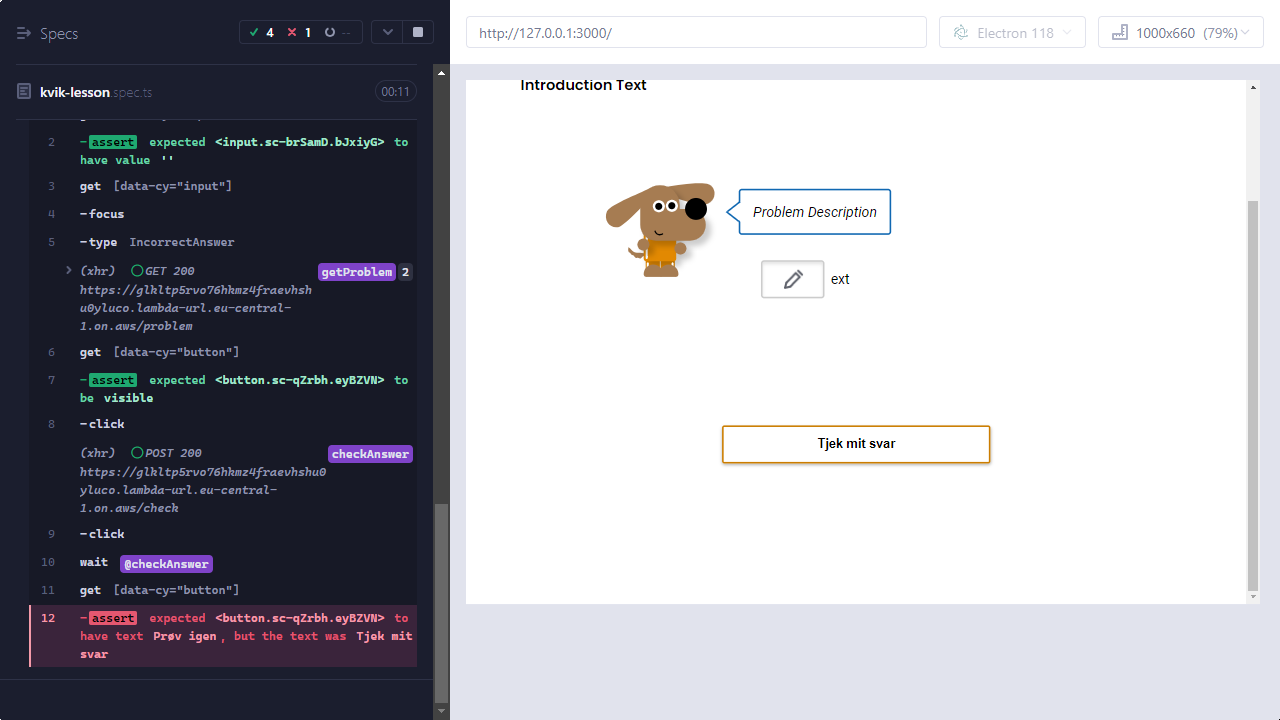 Specs
4
1
--
http://127.0.0.1:3000/
Electron 118
1000x660 (79%)
kvik-lesson.spec.ts
00:11
2 -assert expected <input.sc-brSamD.bJxiyG> to
have value ''
3 get [data-cy="input"]
4 -focus
5 -type IncorrectAnswer
(xhr) GET 200 getProblem 2
https://glkltp5rvo76hkmz4fraevhsh
u0yluco.lambda-url.eu-central-
1.on.aws/problem
6 get [data-cy="button"]
7 -assert expected <button.sc-qZrbh.eyBZVN> to
be visible
8 -click
(xhr) POST 200 checkAnswer
https://glkltp5rvo76hkmz4fraevhshu0
yluco.lambda-url.eu-central-
1.on.aws/check
9 -click
10 wait @checkAnswer
11 get [data-cy="button"]
12 -assert expected <button.sc-qZrbh.eyBZVN> to
have text Prøv igen, but the text was Tjek mit
svar
Introduction Text
Problem Description
ext
Tjek mit svar